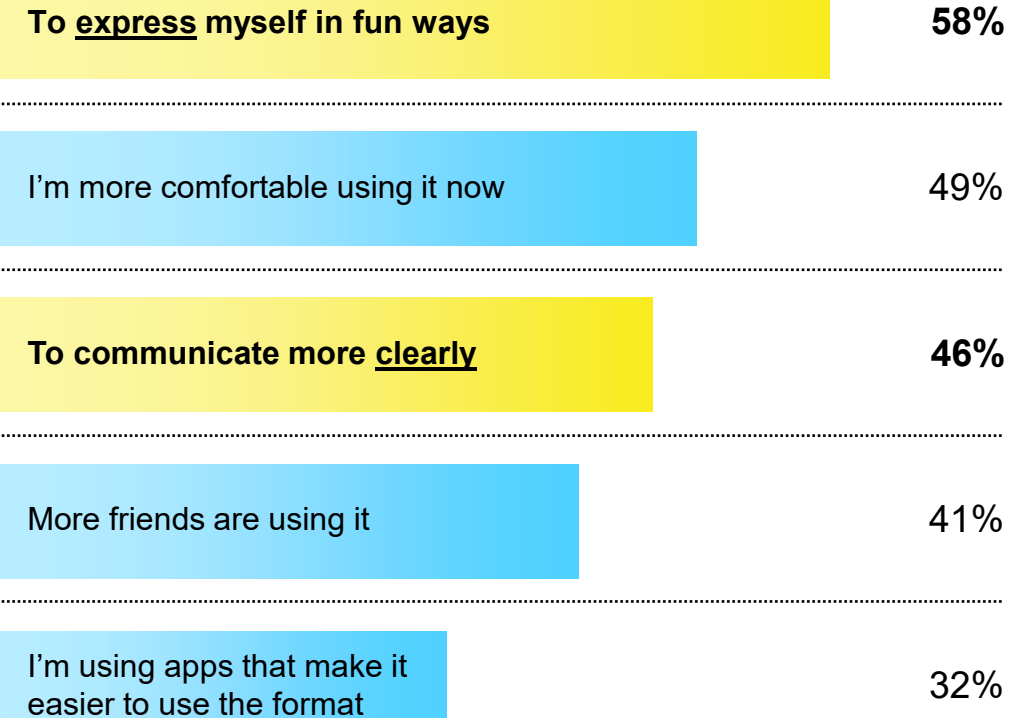 To express myself in fun ways 58%
I'm more comfortable using it now 49%
To communicate more clearly 46%
More friends are using it 41%
I'm using apps that make it
easier to use the format 32%